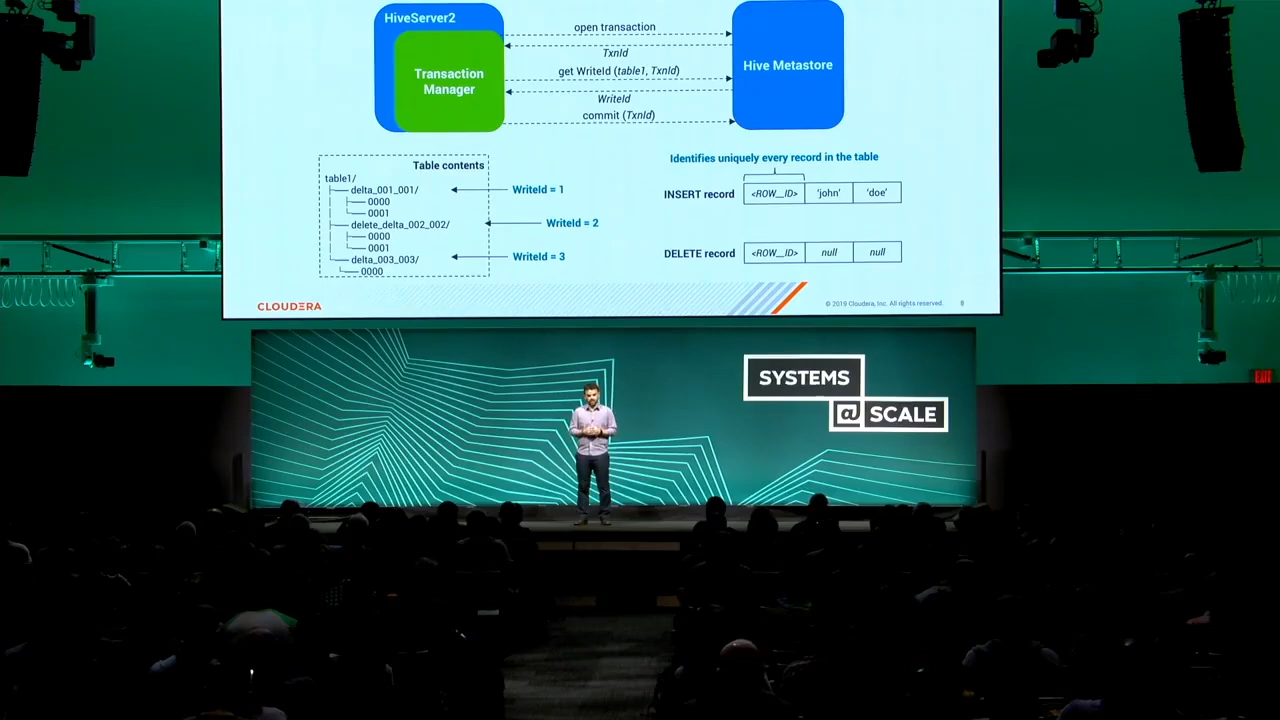 HiveServer2
Transaction
Manager
open transaction
TxnId
get WriteId (table1, TxnId)
WriteId
commit (TxnId)
Hive Metastore
Table contents
table1/
delta_001_001/
0000
0001
delete_delta_002_002/
0000
0001
delta_003_003/
0000
WriteId = 1
WriteId = 2
WriteId = 3
Identifies uniquely every record in the table
INSERT record <ROW__ID> 'john' 'doe'
DELETE record <ROW__ID> null null
CLOUDERA
© 2019 Cloudera, Inc. All rights reserved. 8
SYSTEMS
@ SCALE
EXIT